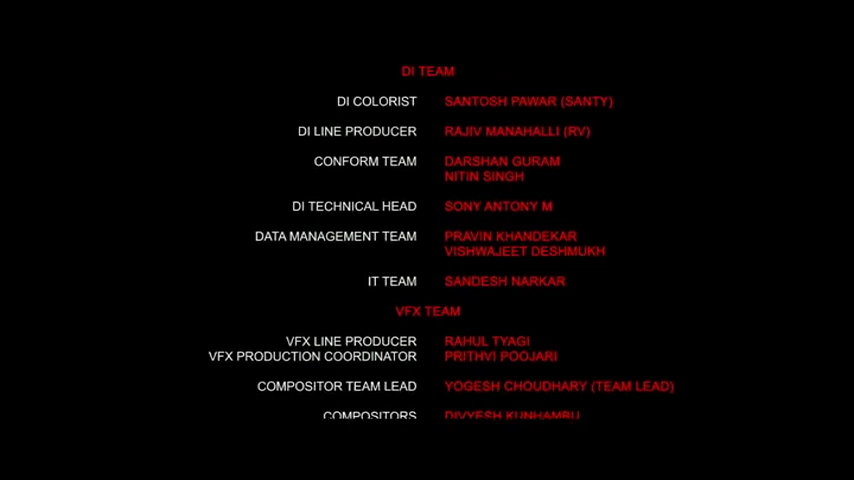 DI TEAM
DI COLORIST SANTOSH PAWAR (SANTY)
DI LINE PRODUCER RAJIV MANAHALLI (RV)
CONFORM TEAM DARSHAN GURAM
NITIN SINGH
DI TECHNICAL HEAD SONY ANTONY M
DATA MANAGEMENT TEAM PRAVIN KHANDEKAR
VISHWAJEET DESHMUKH
IT TEAM SANDESH NARKAR
VFX TEAM
VFX LINE PRODUCER RAHUL TYAGI
VFX PRODUCTION COORDINATOR PRITHVI POOJARI
COMPOSITOR TEAM LEAD YOGESH CHOUDHARY (TEAM LEAD)
COMPOSITORS DIVYESH KUNHAMBU